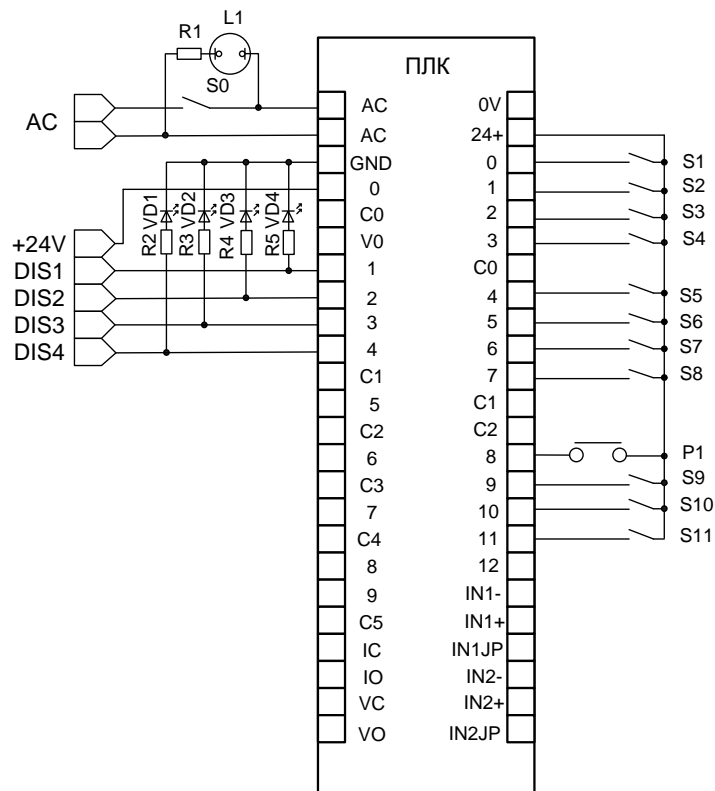 L1
R1
ПЛК
S0
AC
AC 0V
AC 24+
GND 0 S1
0 1 S2
R2 VD1 R3 VD2 R4 VD3 R5 VD4
C0 2 S3
+24V V0 3 S4
DIS1 1 C0
DIS2 2 4 S5
DIS3 3 5 S6
DIS4 4 6 S7
C1 7 S8
5 C1
C2 C2
6 8 P1
C3 9 S9
7 10 S10
C4 11 S11
8 12
9 IN1-
C5 IN1+
IC IN1JP
IO IN2-
VC IN2+
VO IN2JP